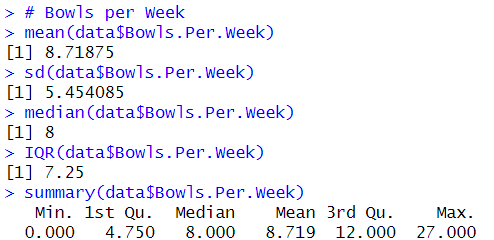 > # Bowls per Week
> mean(data$Bowls.Per.Week)
[1] 8.71875
> sd(data$Bowls.Per.Week)
[1] 5.454085
> median(data$Bowls.Per.Week)
[1] 8
> IQR(data$Bowls.Per.Week)
[1] 7.25
> summary(data$Bowls.Per.Week)
   Min. 1st Qu.  Median    Mean 3rd Qu.    Max.
  0.000   4.750   8.000   8.719  12.000  27.000